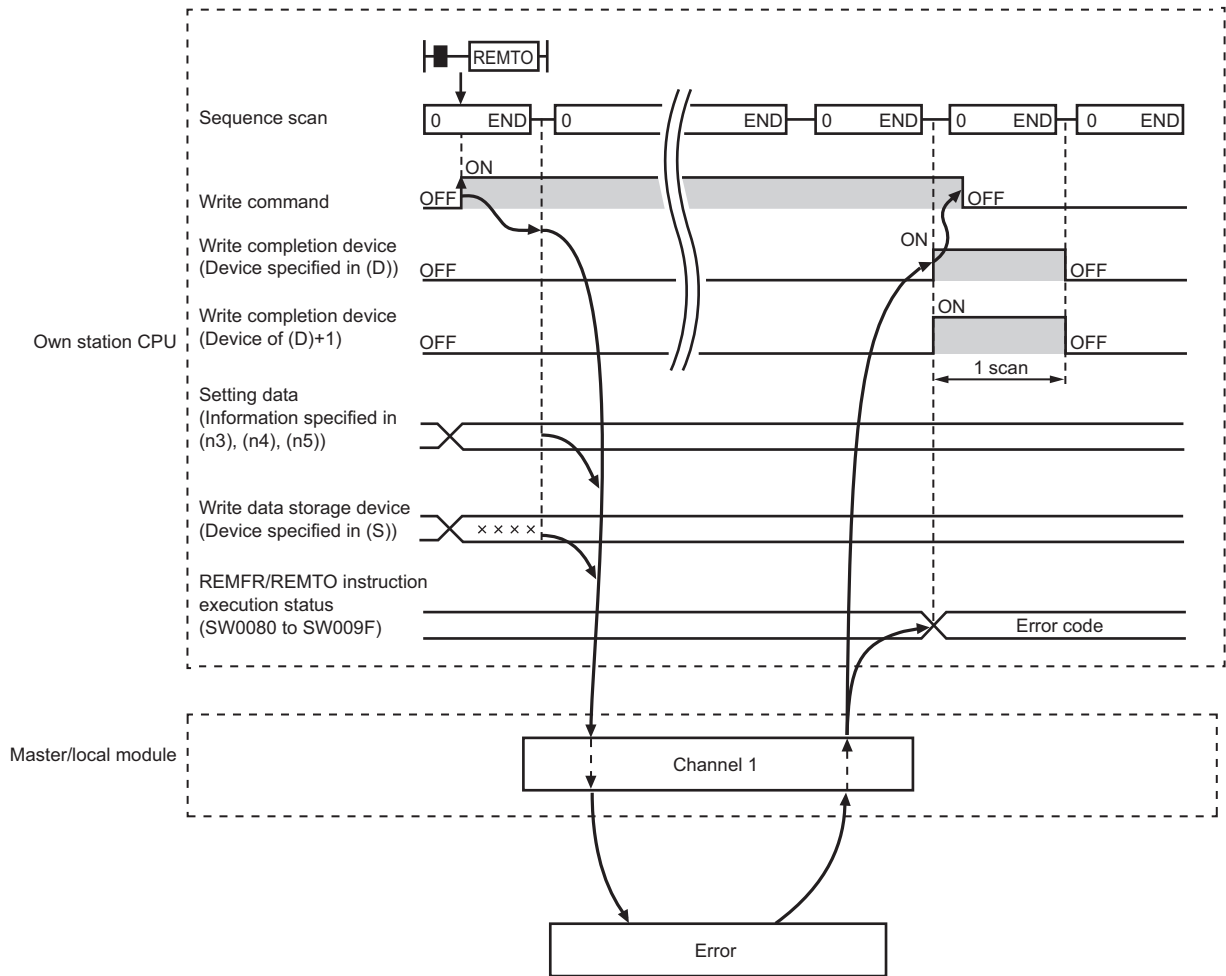 REMTO
Sequence scan
0 END 0 END 0 END 0 END 0 END
ON
Write command
OFF
OFF
Write completion device
(Device specified in (D))
ON
OFF
OFF
Write completion device
(Device of (D)+1)
ON
OFF
OFF
Own station CPU
1 scan
Setting data
(Information specified in
(n3), (n4), (n5))
Write data storage device
(Device specified in (S))
××××
REMFR/REMTO instruction
execution status
(SW0080 to SW009F)
Error code
Master/local module
Channel 1
Error